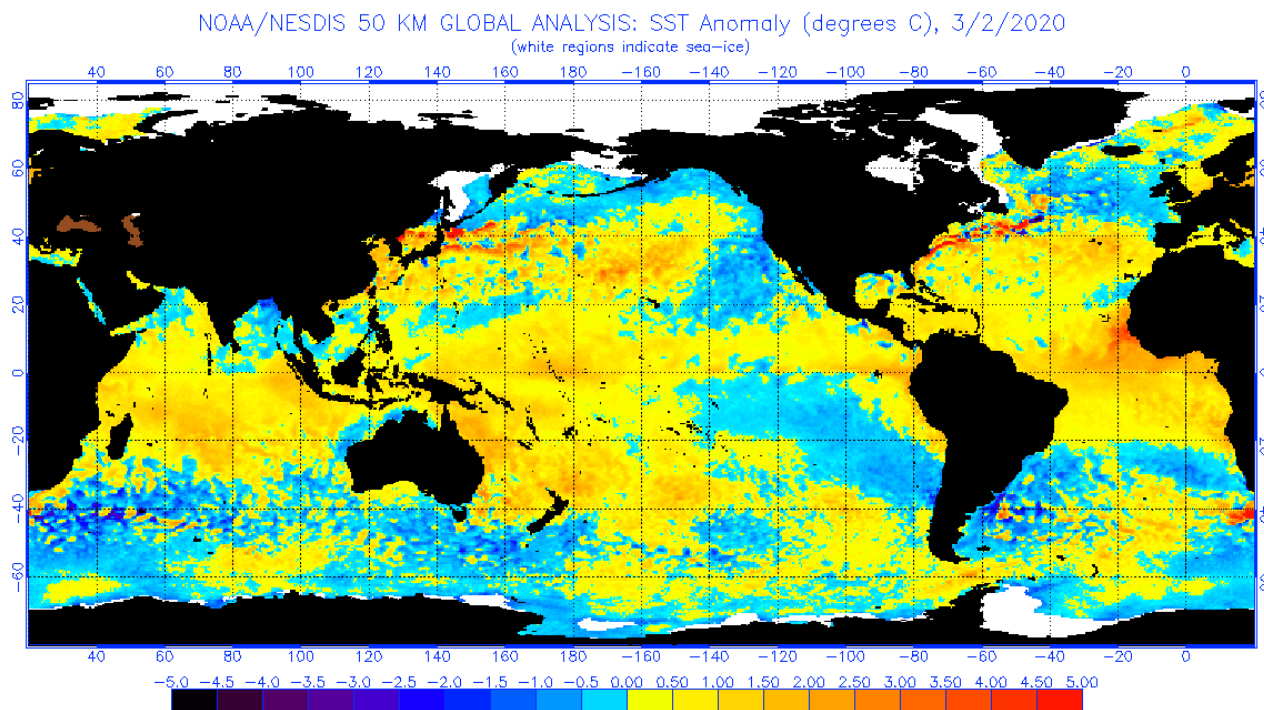 NOAA/NESDIS 50 KM GLOBAL ANALYSIS: SST Anomaly (degrees C), 3/2/2020
(white regions indicate sea-ice)
40 60 80 100 120 140 160 180 -160 -140 -120 -100 -80 -60 -40 -20 0
80
60
40
20
0
-20
-40
-60
40 60 80 100 120 140 160 180 -160 -140 -120 -100 -80 -60 -40 -20 0
-5.0 -4.5 -3.5 -3.0 -2.5 -2.0 -1.5 -1.0 -0.5 0.00 0.50 1.00 1.50 2.00 2.50 3.00 3.50 4.50 5.00